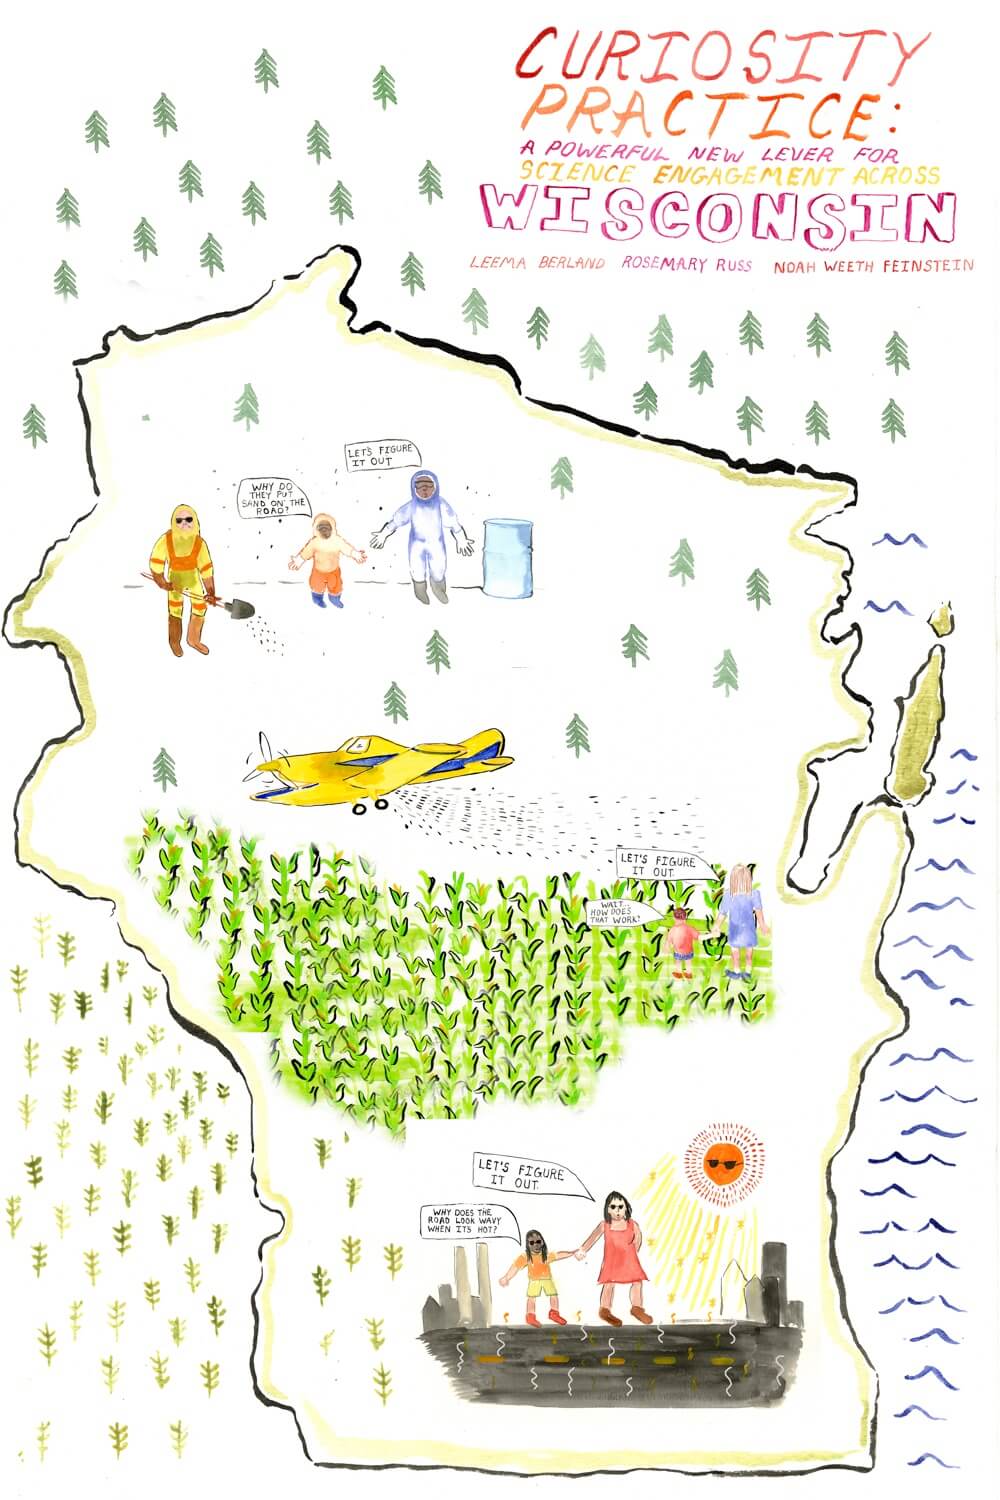 CURIOSITY
PRACTICE:
A POWERFUL NEW LEVER FOR
SCIENCE ENGAGEMENT ACROSS
WISCONSIN
LEEMA BERLAND ROSEMARY RUSS NOAH WEETH FEINSTEIN
LET'S FIGURE
IT OUT
WHY DO
THEY PUT
SAND ON THE
ROAD?
LET'S FIGURE
IT OUT
WAIT...
HOW DOES
THAT WORK?
LET'S FIGURE
IT OUT
WHY DOES THE
ROAD LOOK WAVY
WHEN ITS HOT?